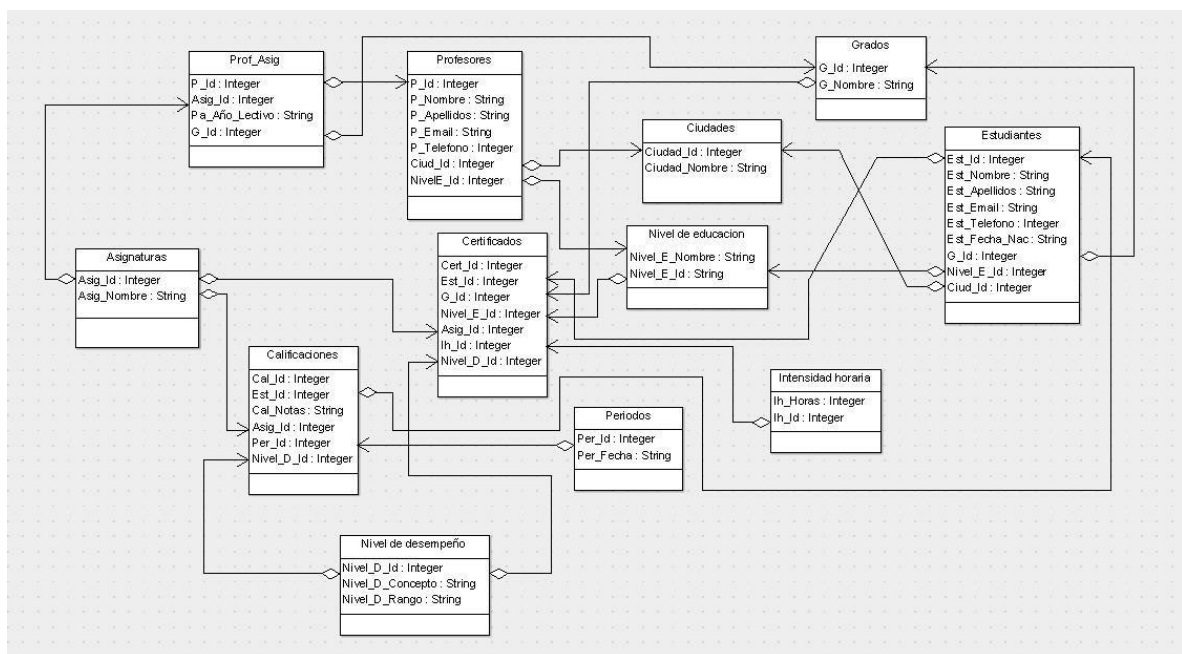 Prof_Asig
P_Id : Integer
Asig_Id : Integer
Pa_Año_Lectivo : String
G_Id : Integer
Profesores
P_Id : Integer
P_Nombre : String
P_Apellidos : String
P_Email : String
P_Telefono : Integer
Ciud_Id : Integer
NivelE_Id : Integer
Grados
G_Id : Integer
G_Nombre : String
Ciudades
Ciudad_Id : Integer
Ciudad_Nombre : String
Estudiantes
Est_Id : Integer
Est_Nombre : String
Est_Apellidos : String
Est_Email : String
Est_Telefono : Integer
Est_Fecha_Nac : String
G_Id : Integer
Nivel_E_Id : Integer
Ciud_Id : Integer
Asignaturas
Asig_Id : Integer
Asig_Nombre : String
Certificados
Cert_Id : Integer
Est_Id : Integer
G_Id : Integer
Nivel_E_Id : Integer
Asig_Id : Integer
Ih_Id : Integer
Nivel_D_Id : Integer
Nivel de educacion
Nivel_E_Nombre : String
Nivel_E_Id : String
Calificaciones
Cal_Id : Integer
Est_Id : Integer
Cal_Notas : String
Asig_Id : Integer
Per_Id : Integer
Nivel_D_Id : Integer
Periodos
Per_Id : Integer
Per_Fecha : String
Intensidad horaria
Ih_Horas : Integer
Ih_Id : Integer
Nivel de desempeño
Nivel_D_Id : Integer
Nivel_D_Concepto : String
Nivel_D_Rango : String